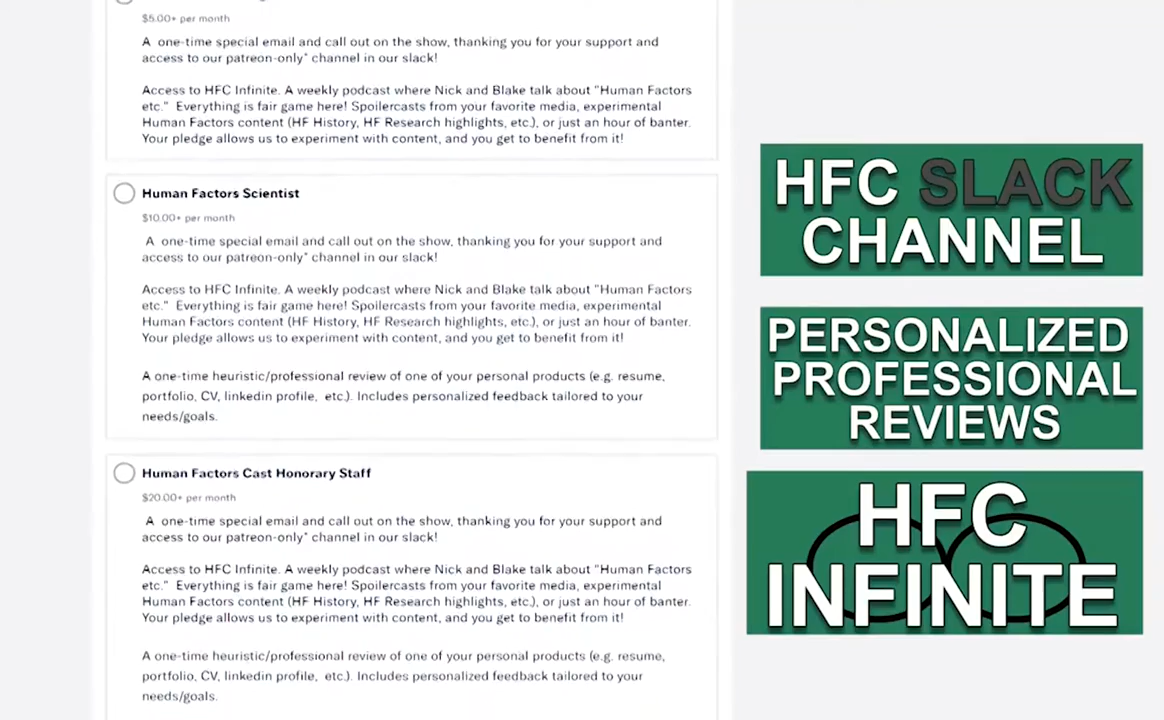 $5.00+ per month
A  one-time special email and call out on the show, thanking you for your support and
access to our patreon-only* channel in our slack!
Access to HFC Infinite. A weekly podcast where Nick and Blake talk about "Human Factors
etc."  Everything is fair game here! Spoilercasts from your favorite media, experimental
Human Factors content (HF History, HF Research highlights, etc.), or just an hour of banter.
Your pledge allows us to experiment with content, and you get to benefit from it!
Human Factors Scientist
$10.00+ per month
A  one-time special email and call out on the show, thanking you for your support and
access to our patreon-only* channel in our slack!
Access to HFC Infinite. A weekly podcast where Nick and Blake talk about "Human Factors
etc."  Everything is fair game here! Spoilercasts from your favorite media, experimental
Human Factors content (HF History, HF Research highlights, etc.), or just an hour of banter.
Your pledge allows us to experiment with content, and you get to benefit from it!
A one-time heuristic/professional review of one of your personal products (e.g. resume,
portfolio, CV, linkedin profile,  etc.). Includes personalized feedback tailored to your
needs/goals.
Human Factors Cast Honorary Staff
$20.00+ per month
A  one-time special email and call out on the show, thanking you for your support and
access to our patreon-only* channel in our slack!
Access to HFC Infinite. A weekly podcast where Nick and Blake talk about "Human Factors
etc."  Everything is fair game here! Spoilercasts from your favorite media, experimental
Human Factors content (HF History, HF Research highlights, etc.), or just an hour of banter.
Your pledge allows us to experiment with content, and you get to benefit from it!
A one-time heuristic/professional review of one of your personal products (e.g. resume,
portfolio, CV, linkedin profile,  etc.). Includes personalized feedback tailored to your
needs/goals.
HFC SLACK
CHANNEL
PERSONALIZED
PROFESSIONAL
REVIEWS
HFC
INFINITE